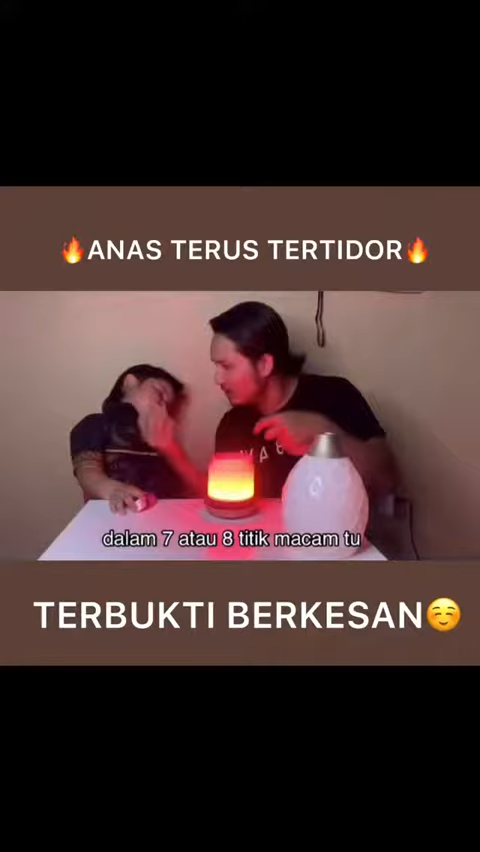 🔥ANAS TERUS TERTIDOR🔥
dalam 7 atau 8 titik macam tu
TERBUKTI BERKESAN☺️